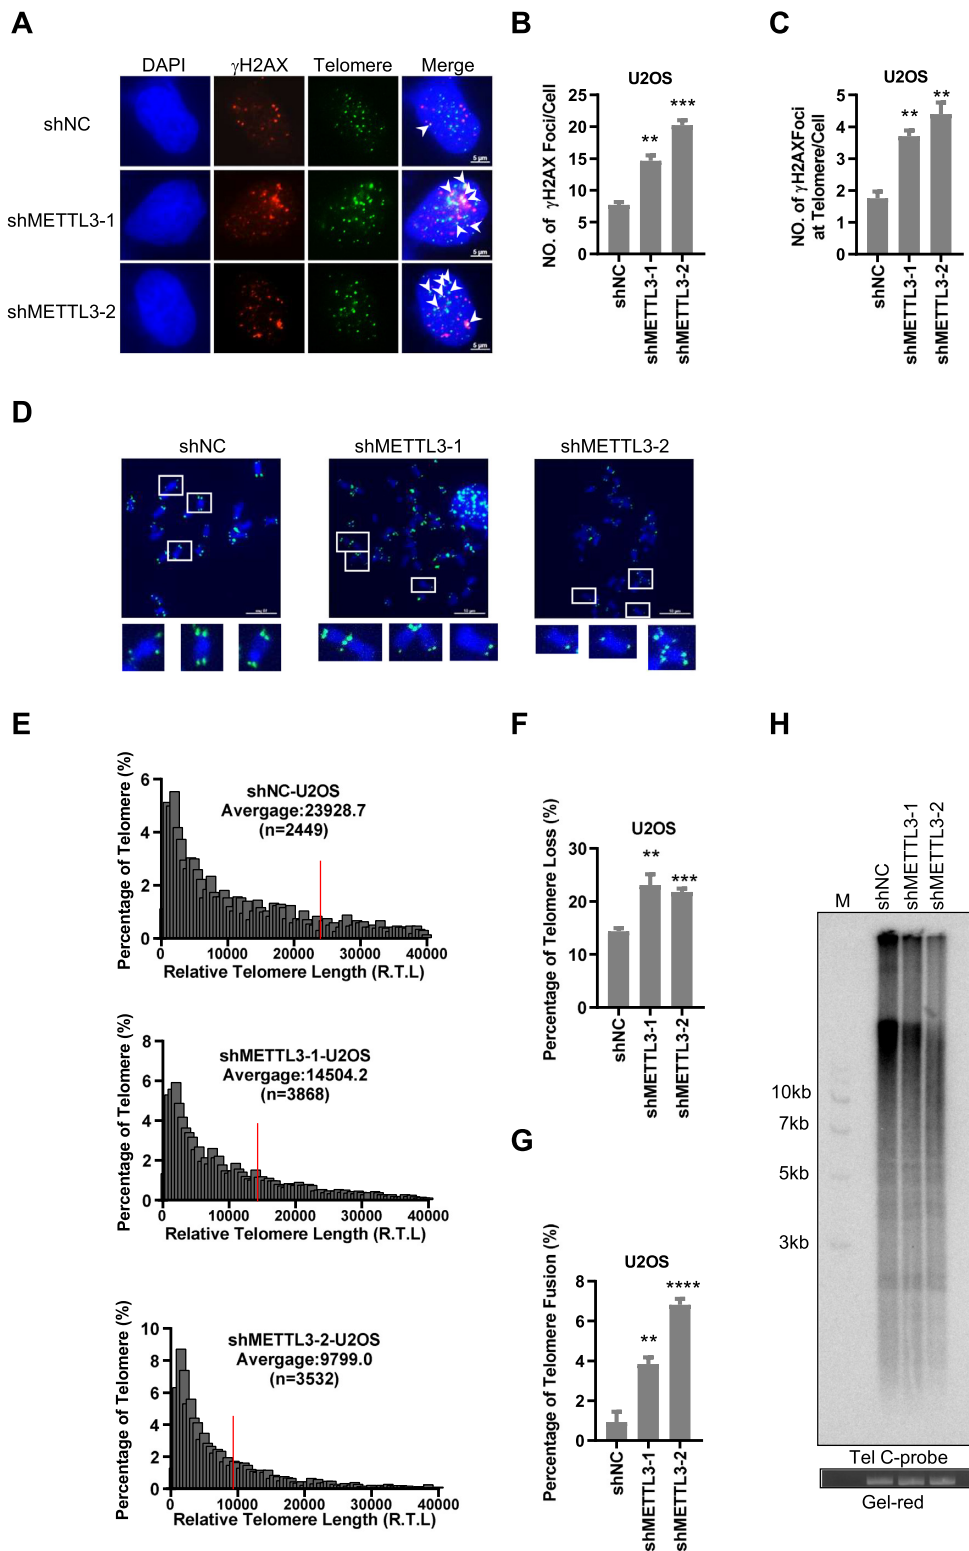 A
DAPI γH2AX Telomere Merge
shNC
5 μm
shMETTL3-1
5 μm
shMETTL3-2
5 μm
B
U2OS
NO. of γH2AX Foci/Cell
25
20
15
10
5
0
** ***
shNC shMETTL3-1 shMETTL3-2
C
U2OS
NO. of γH2AXFoci
at Telomere/Cell
5
4
3
2
1
0
** **
shNC shMETTL3-1 shMETTL3-2
D
shNC shMETTL3-1 shMETTL3-2
10 μm
10 μm
E
Percentage of Telomere (%)
6
4
2
0
shNC-U2OS
Avergage:23928.7
(n=2449)
0 10000 20000 30000 40000
Relative Telomere Length (R.T.L)
Percentage of Telomere (%)
8
6
4
2
0
shMETTL3-1-U2OS
Avergage:14504.2
(n=3868)
0 10000 20000 30000 40000
Relative Telomere Length (R.T.L)
Percentage of Telomere (%)
10
8
6
4
2
0
shMETTL3-2-U2OS
Avergage:9799.0
(n=3532)
0 10000 20000 30000 40000
Relative Telomere Length (R.T.L)
F
U2OS
Percentage of Telomere Loss (%)
30
20
10
0
** ***
shNC shMETTL3-1 shMETTL3-2
G
U2OS
Percentage of Telomere Fusion (%)
8
6
4
2
0
** ****
shNC shMETTL3-1 shMETTL3-2
H
M shNC shMETTL3-1 shMETTL3-2
10kb
7kb
5kb
3kb
Tel C-probe
Gel-red